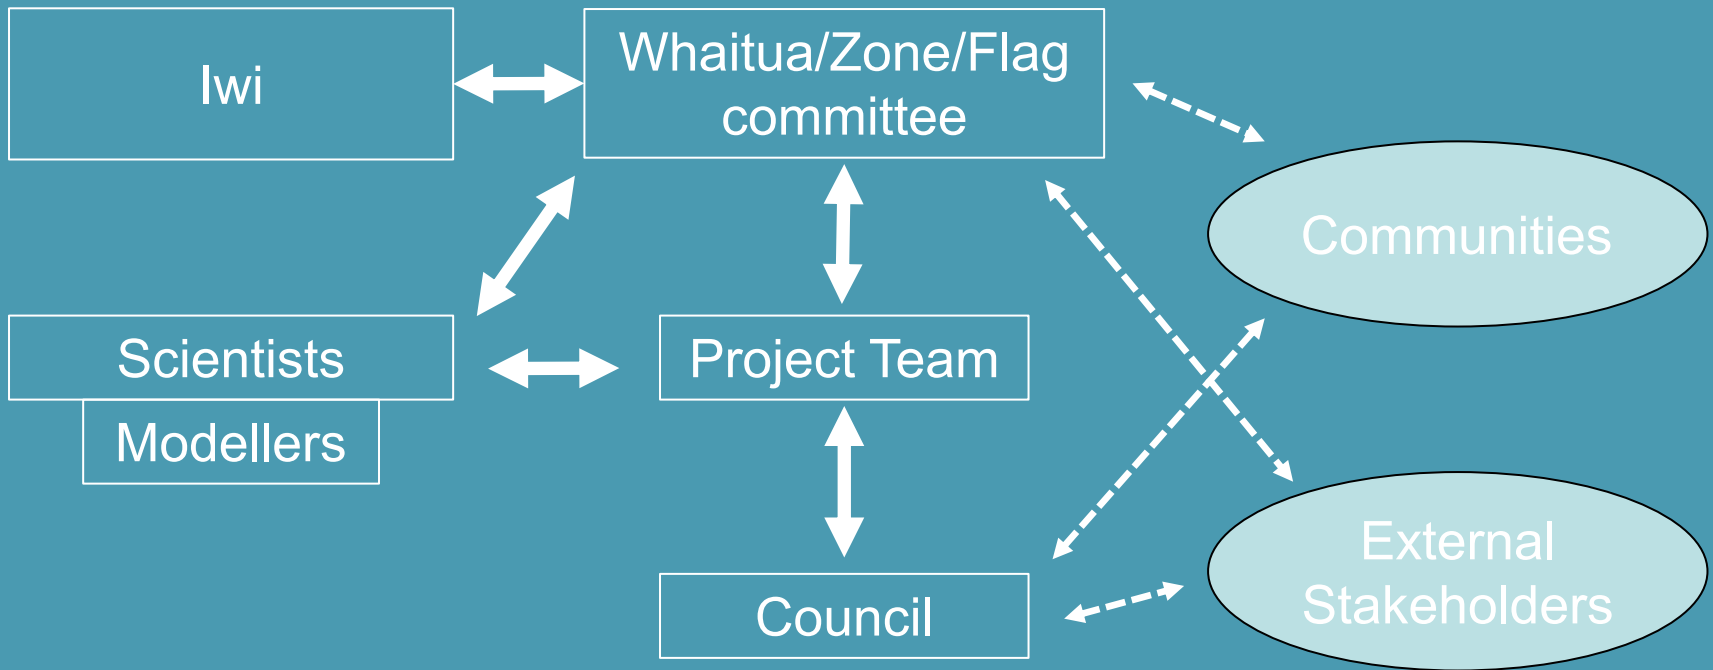 Iwi
Whaitua/Zone/Flag
committee
Communities
Scientists
Project Team
Modellers
External
Stakeholders
Council